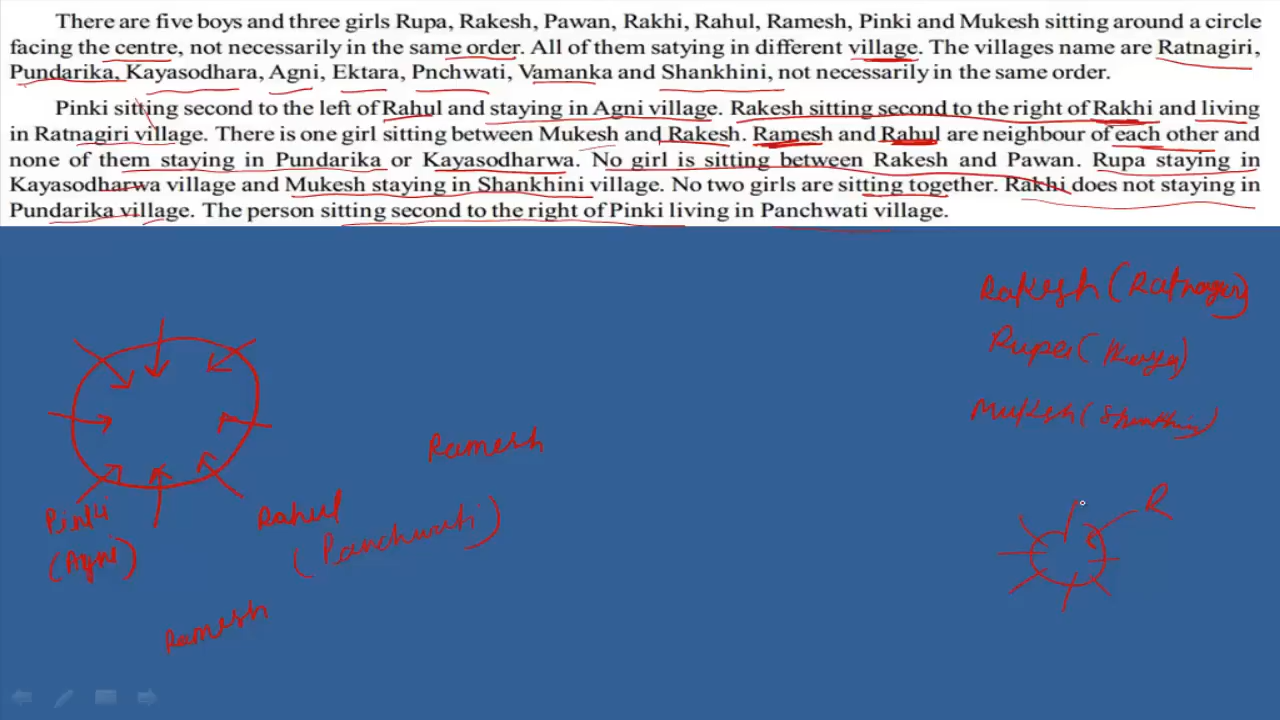 There are five boys and three girls Rupa, Rakesh, Pawan, Rakhi, Rahul, Ramesh, Pinki and Mukesh sitting around a circle
facing the centre, not necessarily in the same order. All of them satying in different village. The villages name are Ratnagiri,
Pundarika, Kayasodhara, Agni, Ektara, Pnchwati, Vamanka and Shankhini, not necessarily in the same order.
Pinki sitting second to the left of Rahul and staying in Agni village. Rakesh sitting second to the right of Rakhi and living
in Ratnagiri village. There is one girl sitting between Mukesh and Rakesh. Ramesh and Rahul are neighbour of each other and
none of them staying in Pundarika or Kayasodharwa. No girl is sitting between Rakesh and Pawan. Rupa staying in
Kayasodharwa village and Mukesh staying in Shankhini village. No two girls are sitting together. Rakhi does not staying in
Pundarika village. The person sitting second to the right of Pinki living in Panchwati village.
Rakesh (Ratnagiri)
Rupa (
Mukesh (Shankhini)
Ramesh
R
Pinki
Rahul
(Agni)
(Panchwati)
Ramesh